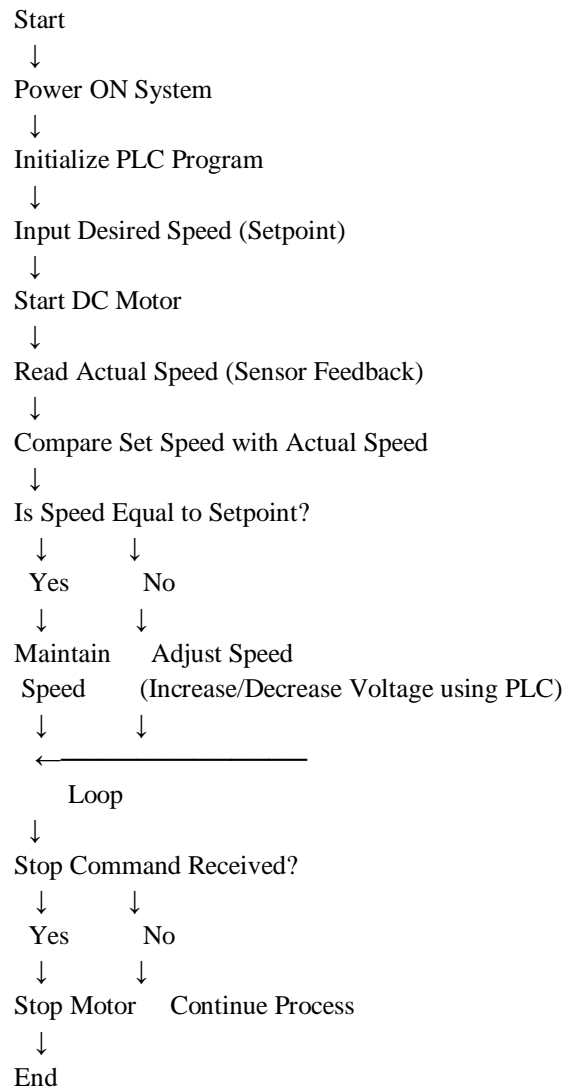 Start
↓
Power ON System
↓
Initialize PLC Program
↓
Input Desired Speed (Setpoint)
↓
Start DC Motor
↓
Read Actual Speed (Sensor Feedback)
↓
Compare Set Speed with Actual Speed
↓
Is Speed Equal to Setpoint?
↓ ↓
Yes No
↓ ↓
Maintain Adjust Speed
Speed (Increase/Decrease Voltage using PLC)
↓ ↓
←────────────────
Loop
↓
Stop Command Received?
↓ ↓
Yes No
↓ ↓
Stop Motor Continue Process
↓
End